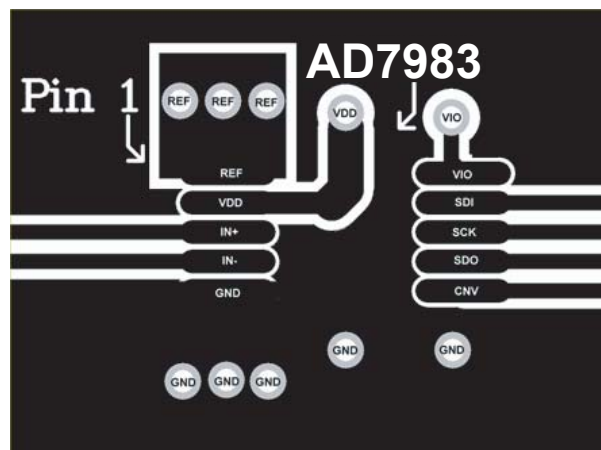 AD7983
Pin 1
REF REF REF
VDD
VIO
REF
VDD
IN+
IN-
GND
VIO
SDI
SCK
SDO
CNV
GND
GND
GND GND GND